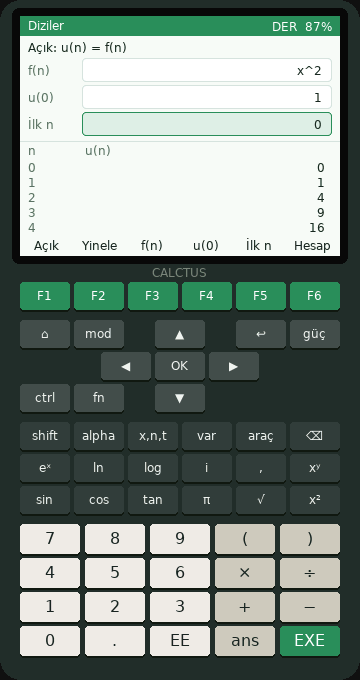 Diziler DER 87%
Açık: u(n) = f(n)
f(n) x^2
u(0) 1
İlk n 0
n u(n)
0 0
1 1
2 4
3 9
4 16
Açık Yinele f(n) u(0) İlk n Hesap
CALCTUS
F1 F2 F3 F4 F5 F6
⌂ mod ▲ ↩ güç
◀ OK ▶
ctrl fn ▼
shift alpha x,n,t var araç ⌫
eˣ ln log i , xʸ
sin cos tan π √ x²
7 8 9 ( )
4 5 6 × ÷
1 2 3 + −
0 . EE ans EXE